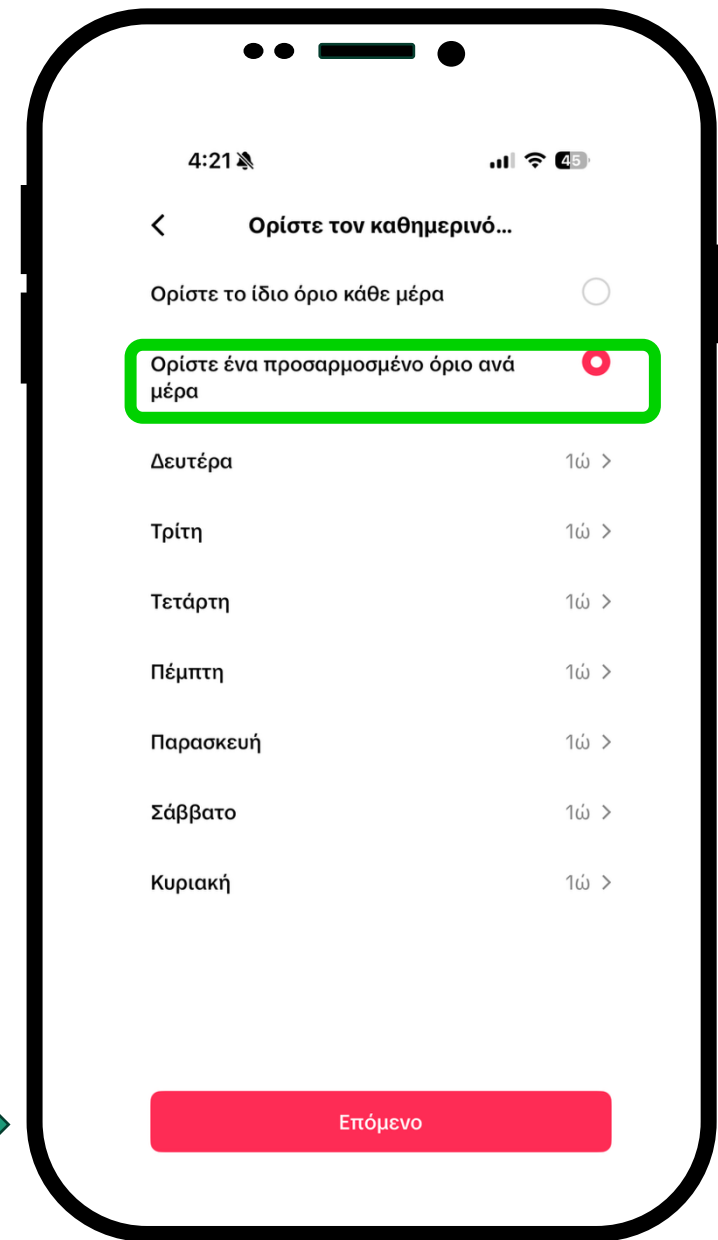 4:21
45
Ορίστε τον καθημερινό...
Ορίστε το ίδιο όριο κάθε μέρα
Ορίστε ένα προσαρμοσμένο όριο ανά
μέρα
Δευτέρα 1ώ
Τρίτη 1ώ
Τετάρτη 1ώ
Πέμπτη 1ώ
Παρασκευή 1ώ
Σάββατο 1ώ
Κυριακή 1ώ
Επόμενο